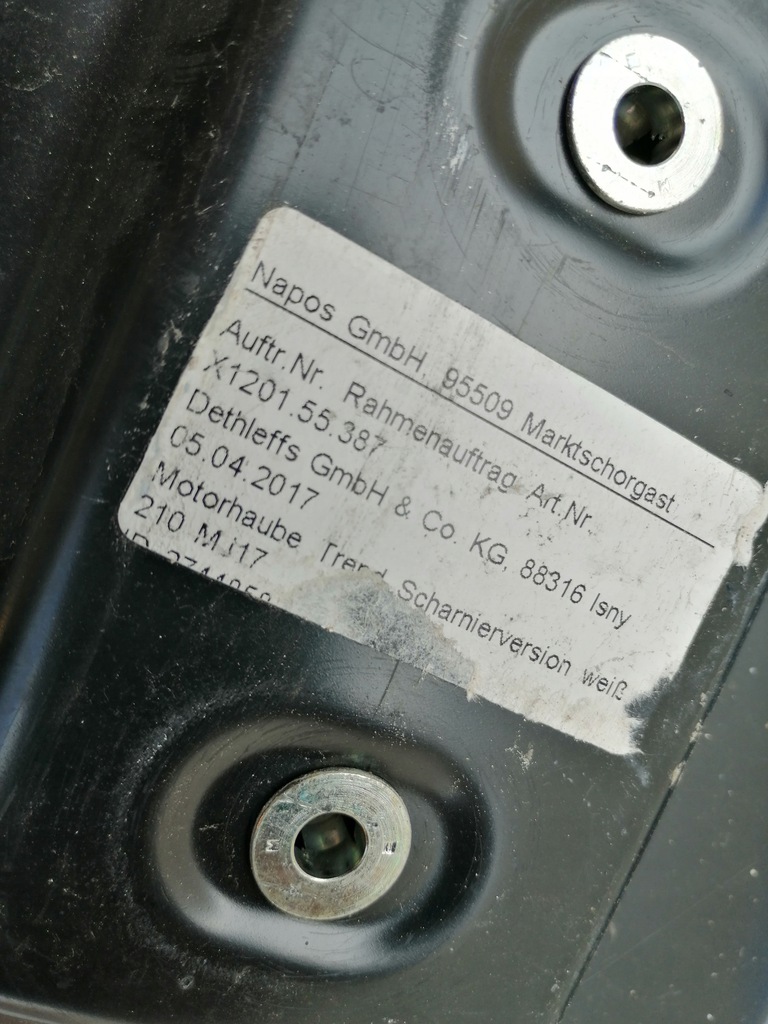 Napos GmbH, 95509 Marktschorgast
Auftr.Nr. Rahmenauftrag Art.Nr.
X1201.55.387
Dethleffs GmbH & Co. KG, 88316 Isny
05.04.2017
Motorhaube Trend Scharnierversion weiß
210 MJ17